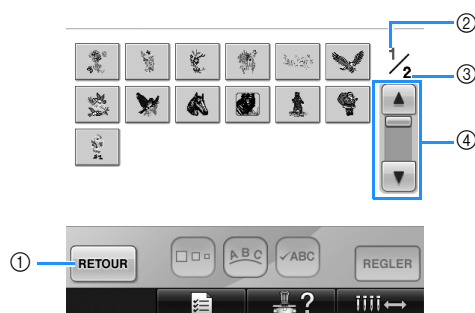 ②
1/2
③
④
①
RETOUR
ABC
✓ABC
REGLER
?